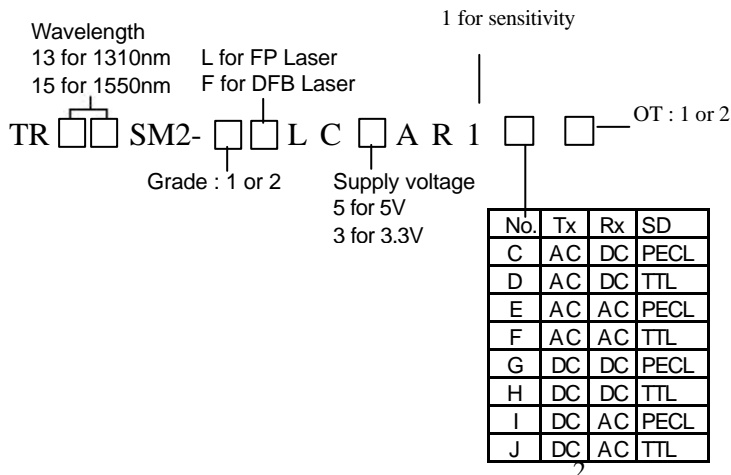 Wavelength
13 for 1310nm
15 for 1550nm
L for FP Laser
F for DFB Laser
1 for sensitivity
TR □□ SM2- □□ L C □ A R 1 □ □
OT : 1 or 2
Grade : 1 or 2
Supply voltage
5 for 5V
3 for 3.3V
No. Tx Rx SD
C AC DC PECL
D AC DC TTL
E AC AC PECL
F AC AC TTL
G DC DC PECL
H DC DC TTL
I DC AC PECL
J DC AC TTL
2